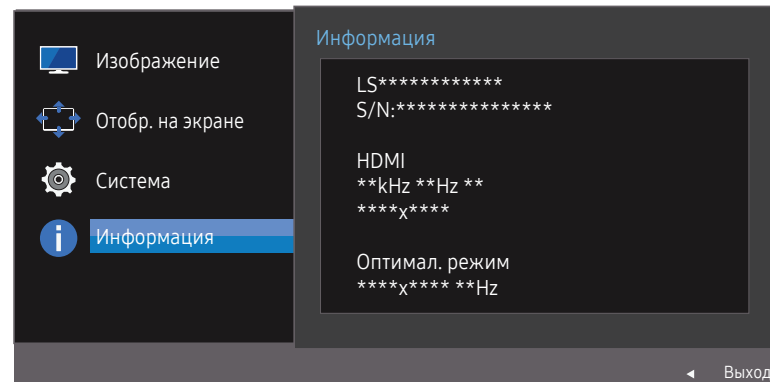 Изображение
Отобр. на экране
Система
Информация
Информация
LS************
S/N:***************
HDMI
**kHz **Hz **
****x****
Оптимал. режим
****x**** **Hz
Выход